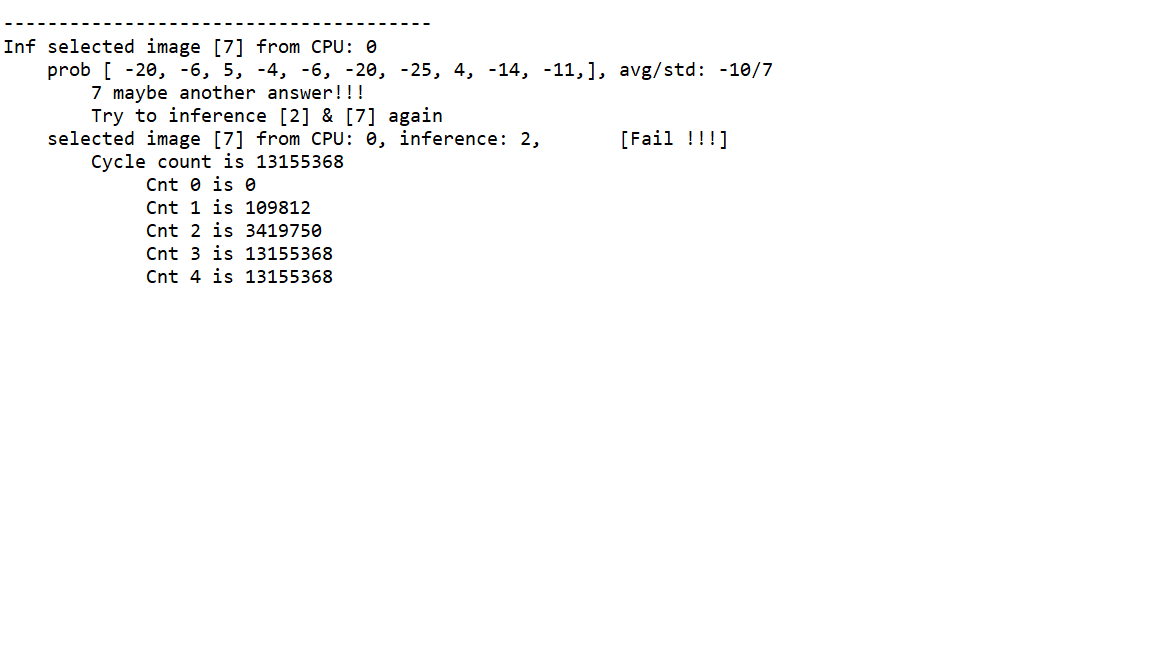 ---------------------------------------
Inf selected image [7] from CPU: 0
    prob [ -20, -6, 5, -4, -6, -20, -25, 4, -14, -11,], avg/std: -10/7
        7 maybe another answer!!!
        Try to inference [2] & [7] again
    selected image [7] from CPU: 0, inference: 2,       [Fail !!!]
        Cycle count is 13155368
             Cnt 0 is 0
             Cnt 1 is 109812
             Cnt 2 is 3419750
             Cnt 3 is 13155368
             Cnt 4 is 13155368